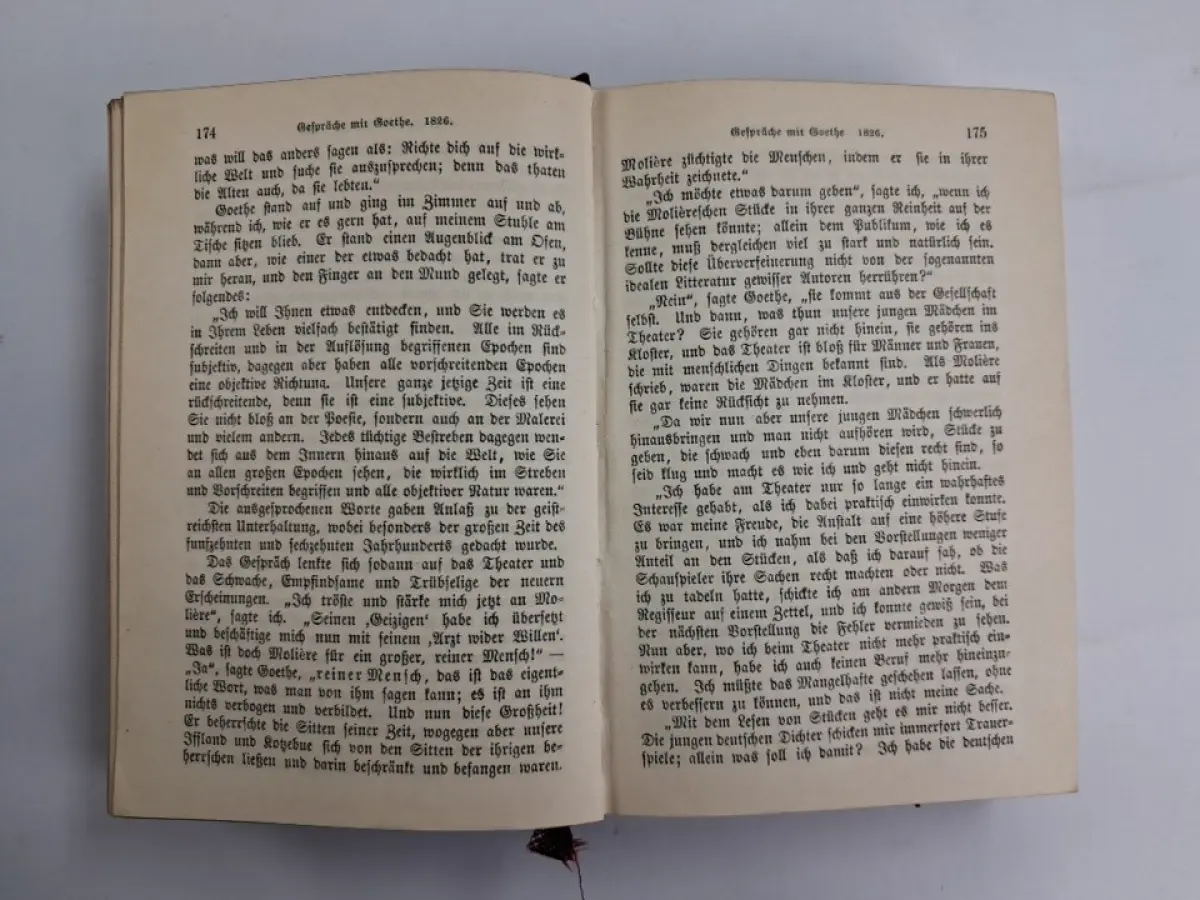 174
Gespräche mit Goethe. 1826.
was will das anders sagen als: Richte dich auf die wirk-
liche Welt und suche sie auszusprechen; denn das thaten
die Alten auch, da sie lebten.“
Goethe stand auf und ging im Zimmer auf und ab,
während ich, wie er es gern hat, auf meinem Stuhle am
Tische sitzen blieb. Er stand einen Augenblick am Ofen,
dann aber, wie einer der etwas bedacht hat, trat er zu
mir heran, und den Finger an den Mund gelegt, sagte er
folgendes:
„Ich will Ihnen etwas entdecken, und Sie werden es
in Ihrem Leben vielfach bestätigt finden. Alle im Rück-
schreiten und in der Auflösung begriffenen Epochen sind
subjektiv, dagegen aber haben alle vorschreitenden Epochen
eine objektive Richtung. Unsere ganze jetzige Zeit ist eine
rückschreitende, denn sie ist eine subjektive. Dieses sehen
Sie nicht bloß an der Poesie, sondern auch an der Malerei
und vielem andern. Jedes tüchtige Bestreben dagegen wen-
det sich aus dem Innern hinaus auf die Welt, wie Sie
an allen großen Epochen sehen, die wirklich im Streben
und Vorschreiten begriffen und alle objektiver Natur waren.“
Die ausgesprochenen Worte gaben Anlaß zu der geist-
reichsten Unterhaltung, wobei besonders der großen Zeit des
funfzehnten und sechzehnten Jahrhunderts gedacht wurde.
Das Gespräch lenkte sich sodann auf das Theater und
das Schwache, Empfindsame und Trübselige der neuern
Erscheinungen. „Ich tröste und stärke mich jetzt an Mo-
lière“, sagte ich. „Seinen ‚Geizigen‘ habe ich übersetzt
und beschäftige mich nun mit seinem ‚Arzt wider Willen‘.
Was ist doch Molière für ein großer, reiner Mensch!“ —
„Ja“, sagte Goethe, „reiner Mensch, das ist das eigent-
liche Wort, was man von ihm sagen kann; es ist an ihm
nichts verbogen und verbildet. Und nun diese Großheit!
Er beherrschte die Sitten seiner Zeit, wogegen aber unsere
Iffland und Kotzebue sich von den Sitten der ihrigen be-
herrschen ließen und darin beschränkt und befangen waren.
Gespräche mit Goethe 1826.
175
Molière züchtigte die Menschen, indem er sie in ihrer
Wahrheit zeichnete.“
„Ich möchte etwas darum geben“, sagte ich, „wenn ich
die Molièreschen Stücke in ihrer ganzen Reinheit auf der
Bühne sehen könnte; allein dem Publikum, wie ich es
kenne, muß dergleichen viel zu stark und natürlich sein.
Sollte diese Überverfeinerung nicht von der sogenannten
idealen Litteratur gewisser Autoren herrühren?“
„Nein“, sagte Goethe, „sie kommt aus der Gesellschaft
selbst. Und dann, was thun unsere jungen Mädchen im
Theater? Sie gehören gar nicht hinein, sie gehören ins
Kloster, und das Theater ist bloß für Männer und Frauen,
die mit menschlichen Dingen bekannt sind. Als Molière
schrieb, waren die Mädchen im Kloster, und er hatte auf
sie gar keine Rücksicht zu nehmen.
„Da wir nun aber unsere jungen Mädchen schwerlich
hinausbringen und man nicht aufhören wird, Stücke zu
geben, die schwach und eben darum diesen recht sind, so
seid klug und macht es wie ich und geht nicht hinein.
„Ich habe am Theater nur so lange ein wahrhaftes
Interesse gehabt, als ich dabei praktisch einwirken konnte.
Es war meine Freude, die Anstalt auf eine höhere Stufe
zu bringen, und ich nahm bei den Vorstellungen weniger
Anteil an den Stücken, als daß ich darauf sah, ob die
Schauspieler ihre Sachen recht machten oder nicht. Was
ich zu tadeln hatte, schickte ich am andern Morgen dem
Regisseur auf einem Zettel, und ich konnte gewiß sein, bei
der nächsten Vorstellung die Fehler vermieden zu sehen.
Nun aber, wo ich beim Theater nicht mehr praktisch ein-
wirken kann, habe ich auch keinen Beruf mehr hineinzu-
gehen. Ich müßte das Mangelhafte geschehen lassen, ohne
es verbessern zu können, und das ist nicht meine Sache.
„Mit dem Lesen von Stücken geht es mir nicht besser.
Die jungen deutschen Dichter schicken mir immerfort Trauer-
spiele; allein was soll ich damit? Ich habe die deutschen